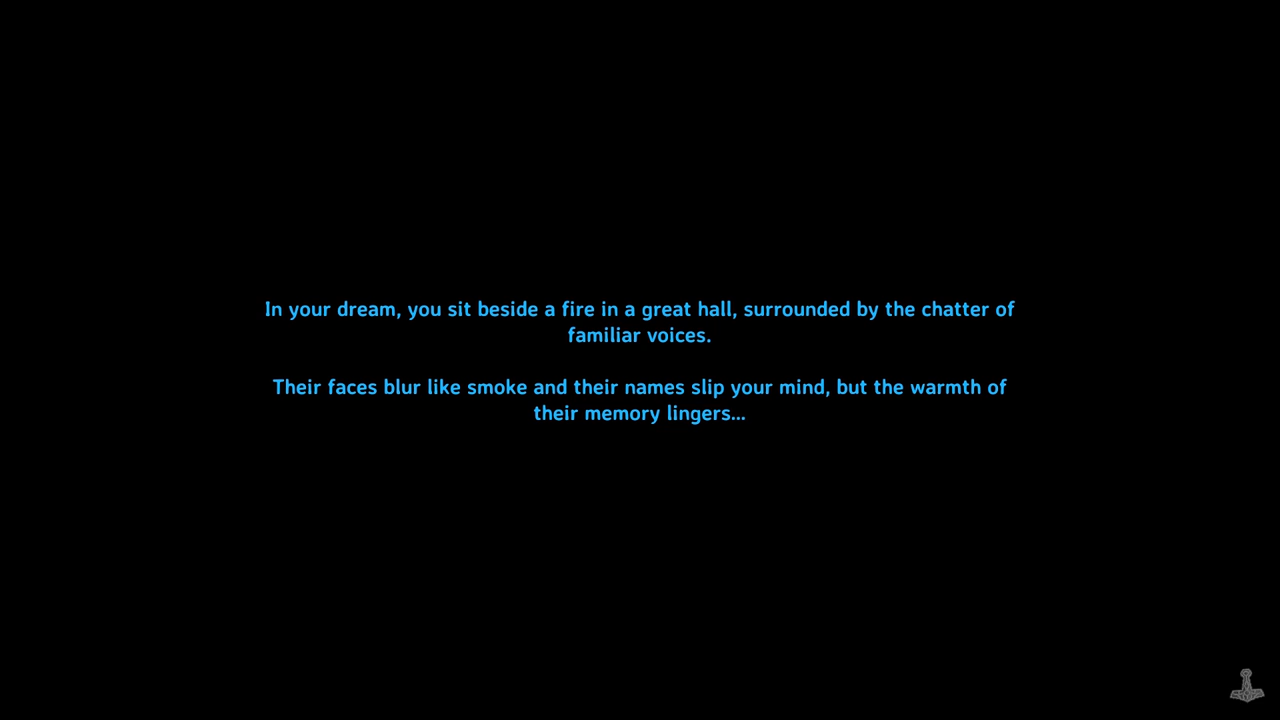 In your dream, you sit beside a fire in a great hall, surrounded by the chatter of
familiar voices.
Their faces blur like smoke and their names slip your mind, but the warmth of
their memory lingers...